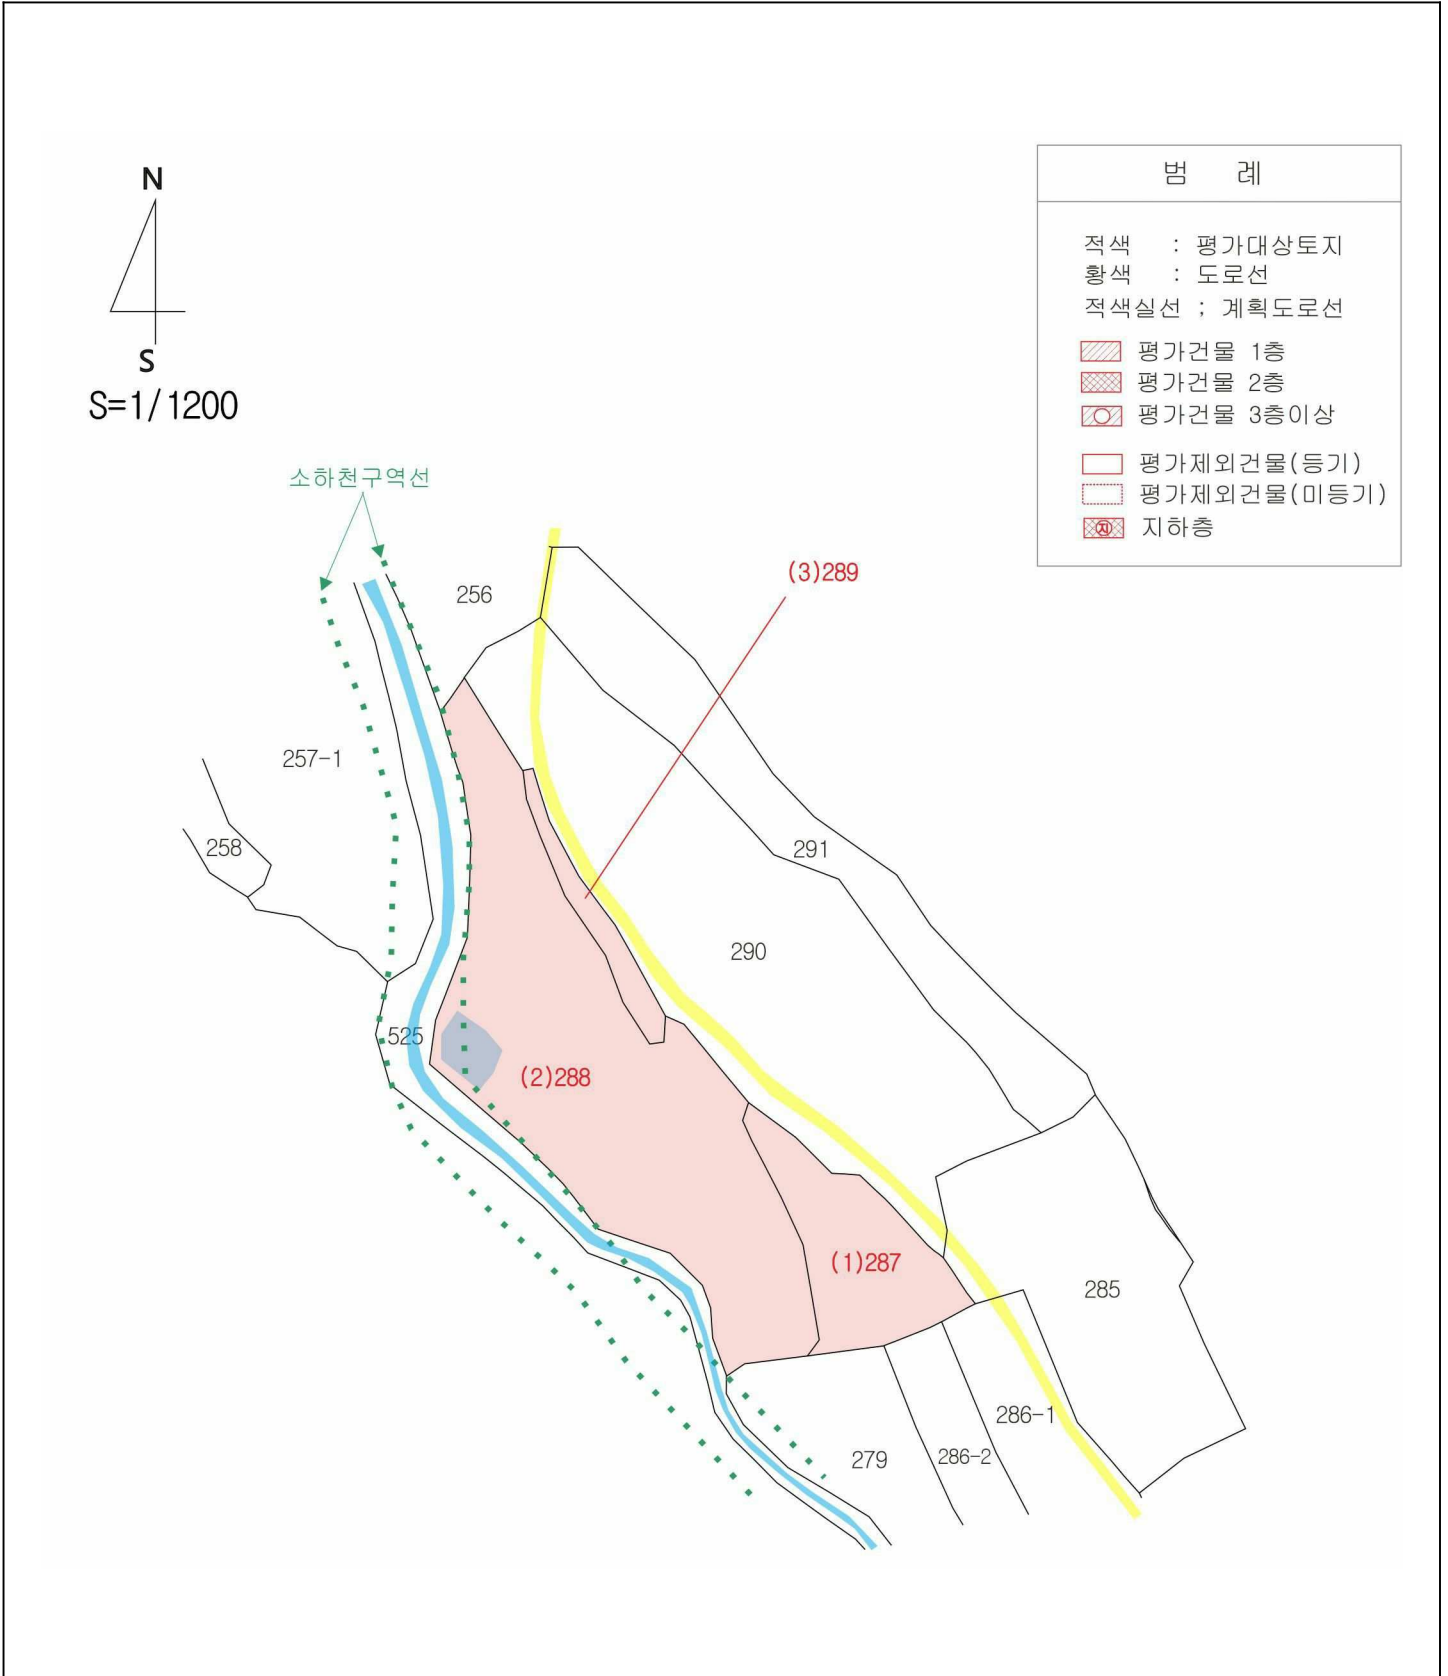 범 례
적색 : 평가대상토지
황색 : 도로선
적색실선 ; 계획도로선
평가건물 1층
평가건물 2층
평가건물 3층이상
평가제외건물(등기)
평가제외건물(미등기)
지 지하층
N
S
S=1/1200
소하천구역선
(3)289
256
257-1
258
291
290
525
(2)288
(1)287
285
286-1
279
286-2